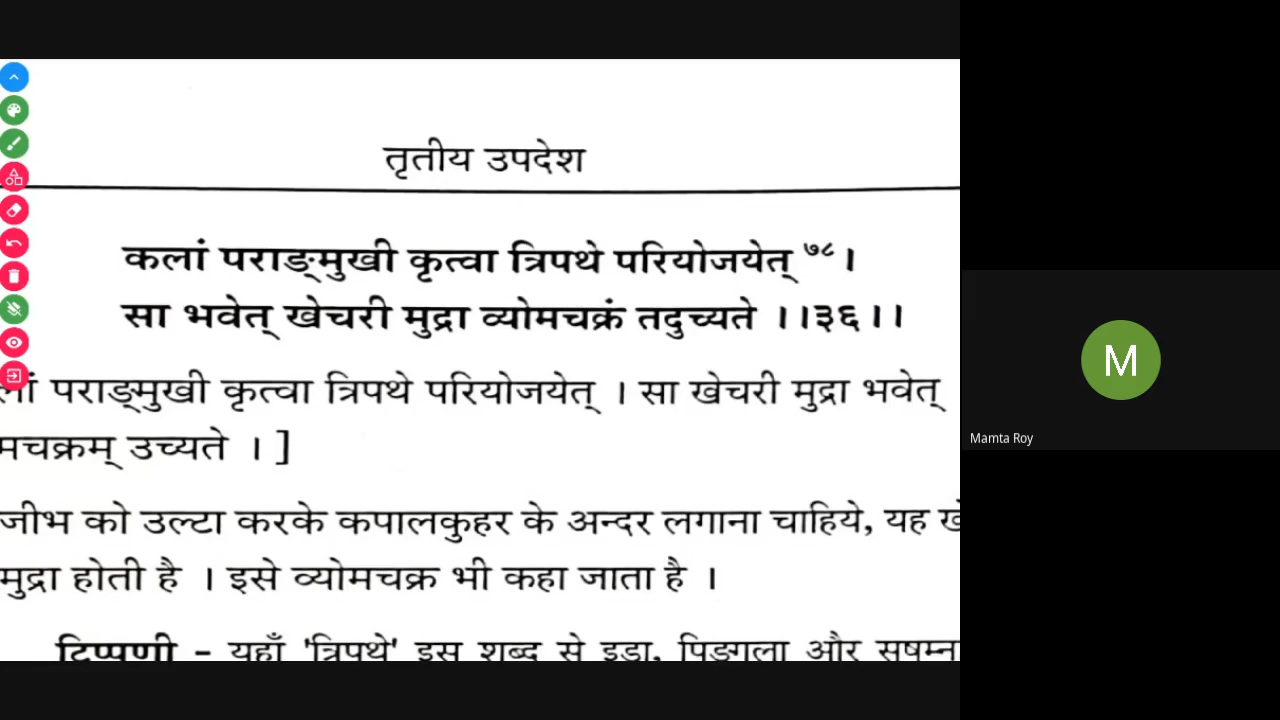 तृतीय उपदेश
कलां पराङ्मुखी कृत्वा त्रिपथे परियोजयेत् ७८ ।
सा भवेत् खेचरी मुद्रा व्योमचक्रं तदुच्यते ।।३६।।
पराङ्मुखी कृत्वा त्रिपथे परियोजयेत् । सा खेचरी मुद्रा भवेत्
मचक्रम् उच्यते । ]
जीभ को उल्टा करके कपालकुहर के अन्दर लगाना चाहिये, यह
मुद्रा होती है । इसे व्योमचक्र भी कहा जाता है ।
टिप्पणी - यहाँ 'त्रिपथे' इस शब्द से इडा, पिङ्गला और
M
Mamta Roy